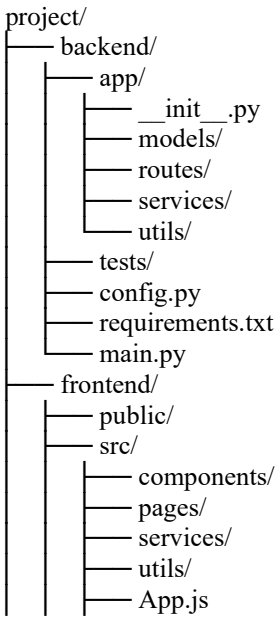 project/
backend/
app/
__init__.py
models/
routes/
services/
utils/
tests/
config.py
requirements.txt
main.py
frontend/
public/
src/
components/
pages/
services/
utils/
App.js